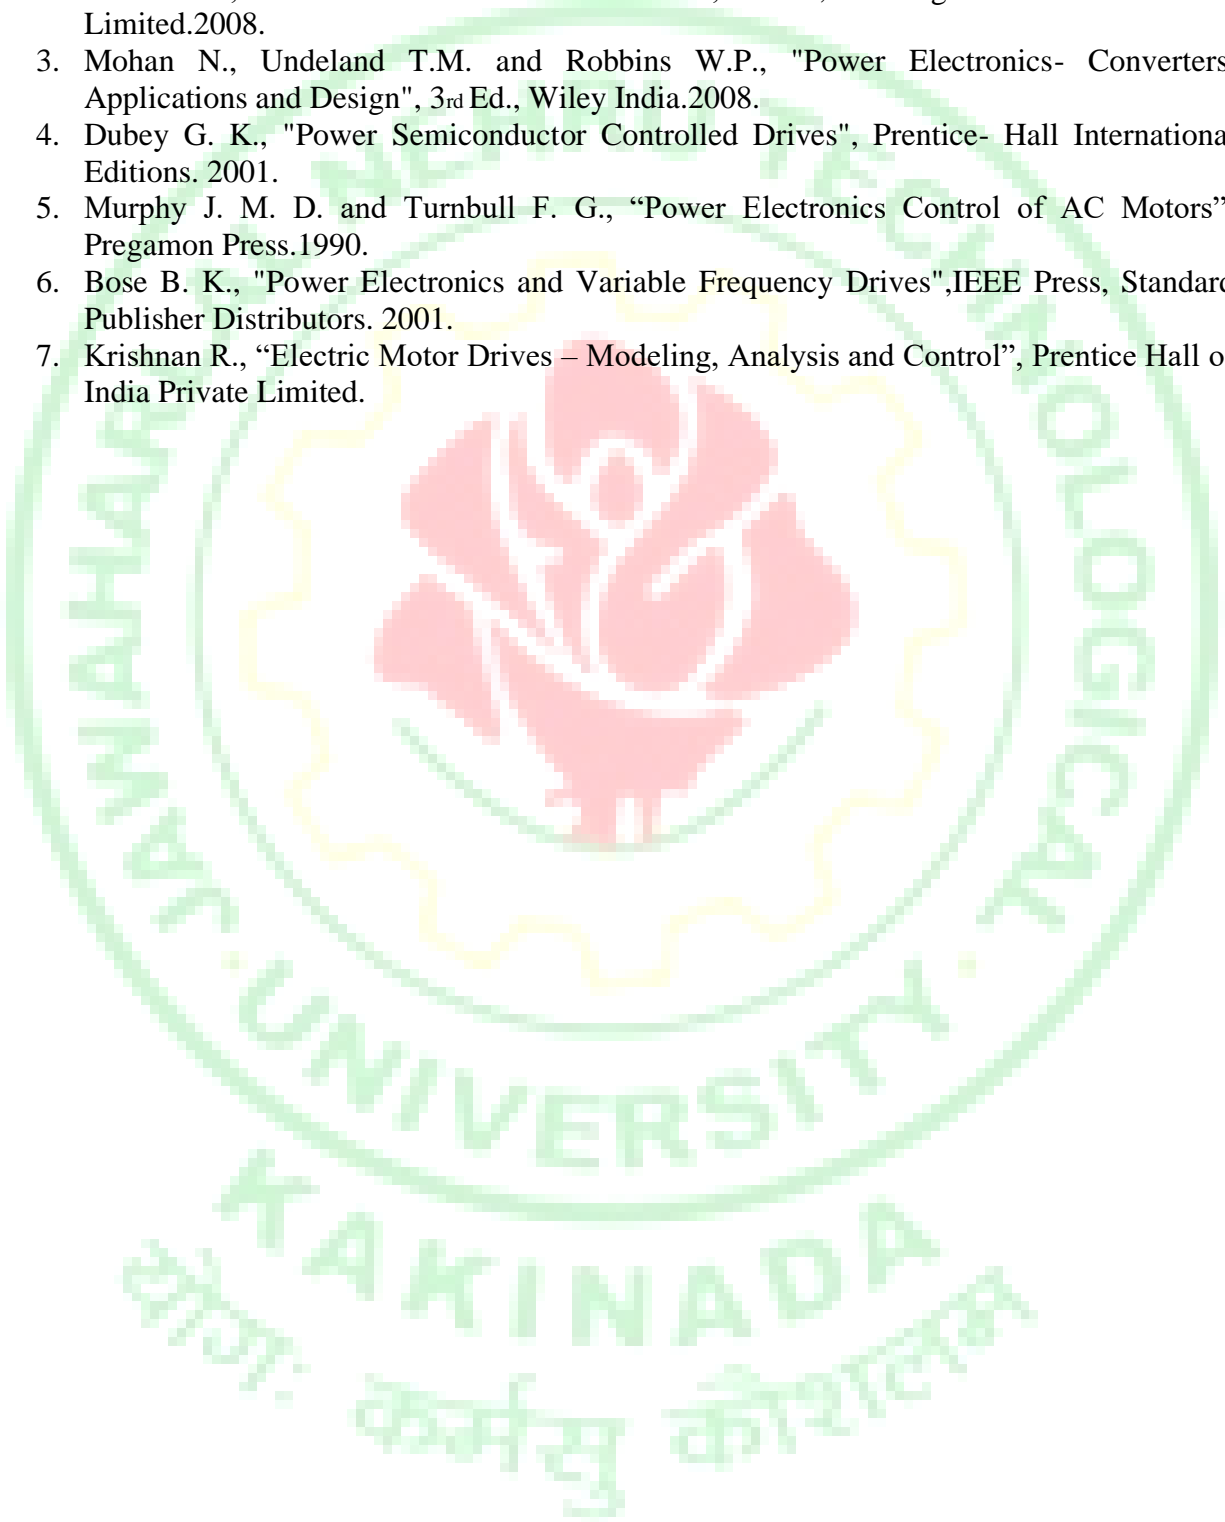 Limited.2008.
3. Mohan N., Undeland T.M. and Robbins W.P., "Power Electronics- Converters
Applications and Design", 3rd Ed., Wiley India.2008.
4. Dubey G. K., "Power Semiconductor Controlled Drives", Prentice- Hall Internationa
Editions. 2001.
5. Murphy J. M. D. and Turnbull F. G., “Power Electronics Control of AC Motors”
Pregamon Press.1990.
6. Bose B. K., "Power Electronics and Variable Frequency Drives",IEEE Press, Standard
Publisher Distributors. 2001.
7. Krishnan R., “Electric Motor Drives – Modeling, Analysis and Control”, Prentice Hall o
India Private Limited.
JAWAHARLAL NEHRU TECHNOLOGICAL
· UNIVERSITY ·
KAKINADA
योगः कर्मसु कौशलम